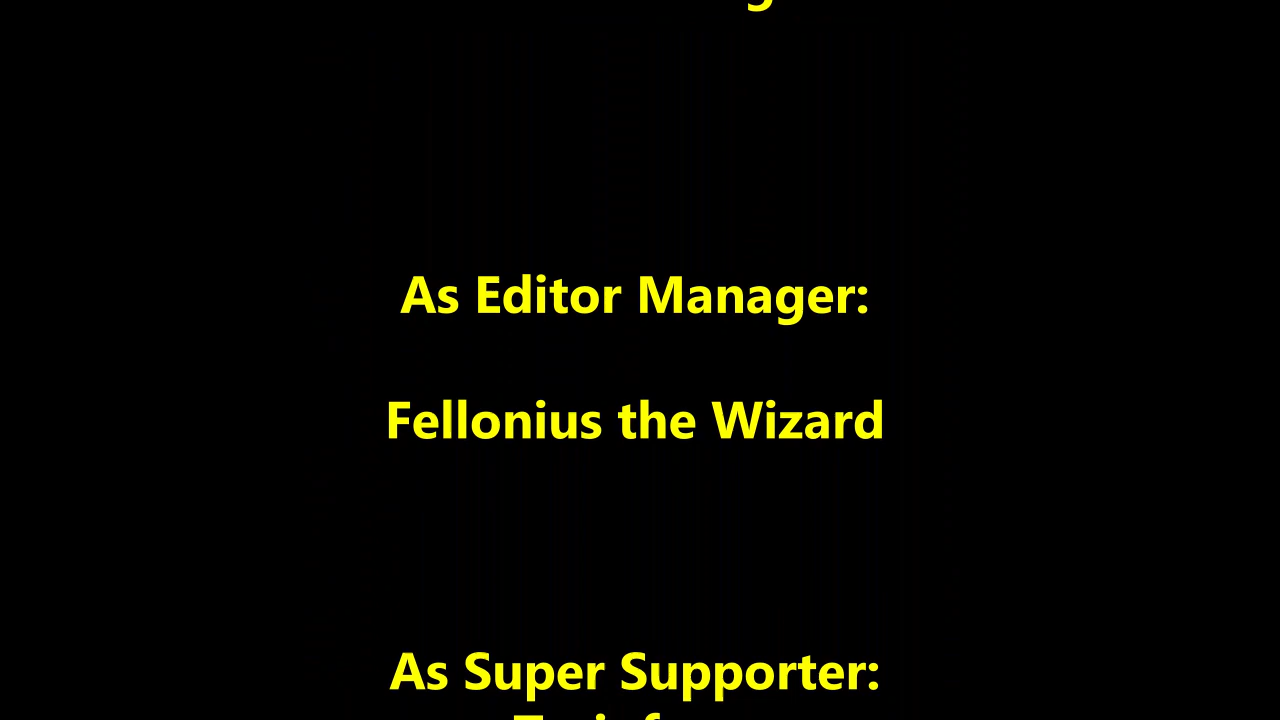 As Editor Manager:
Fellonius the Wizard
As Super Supporter: